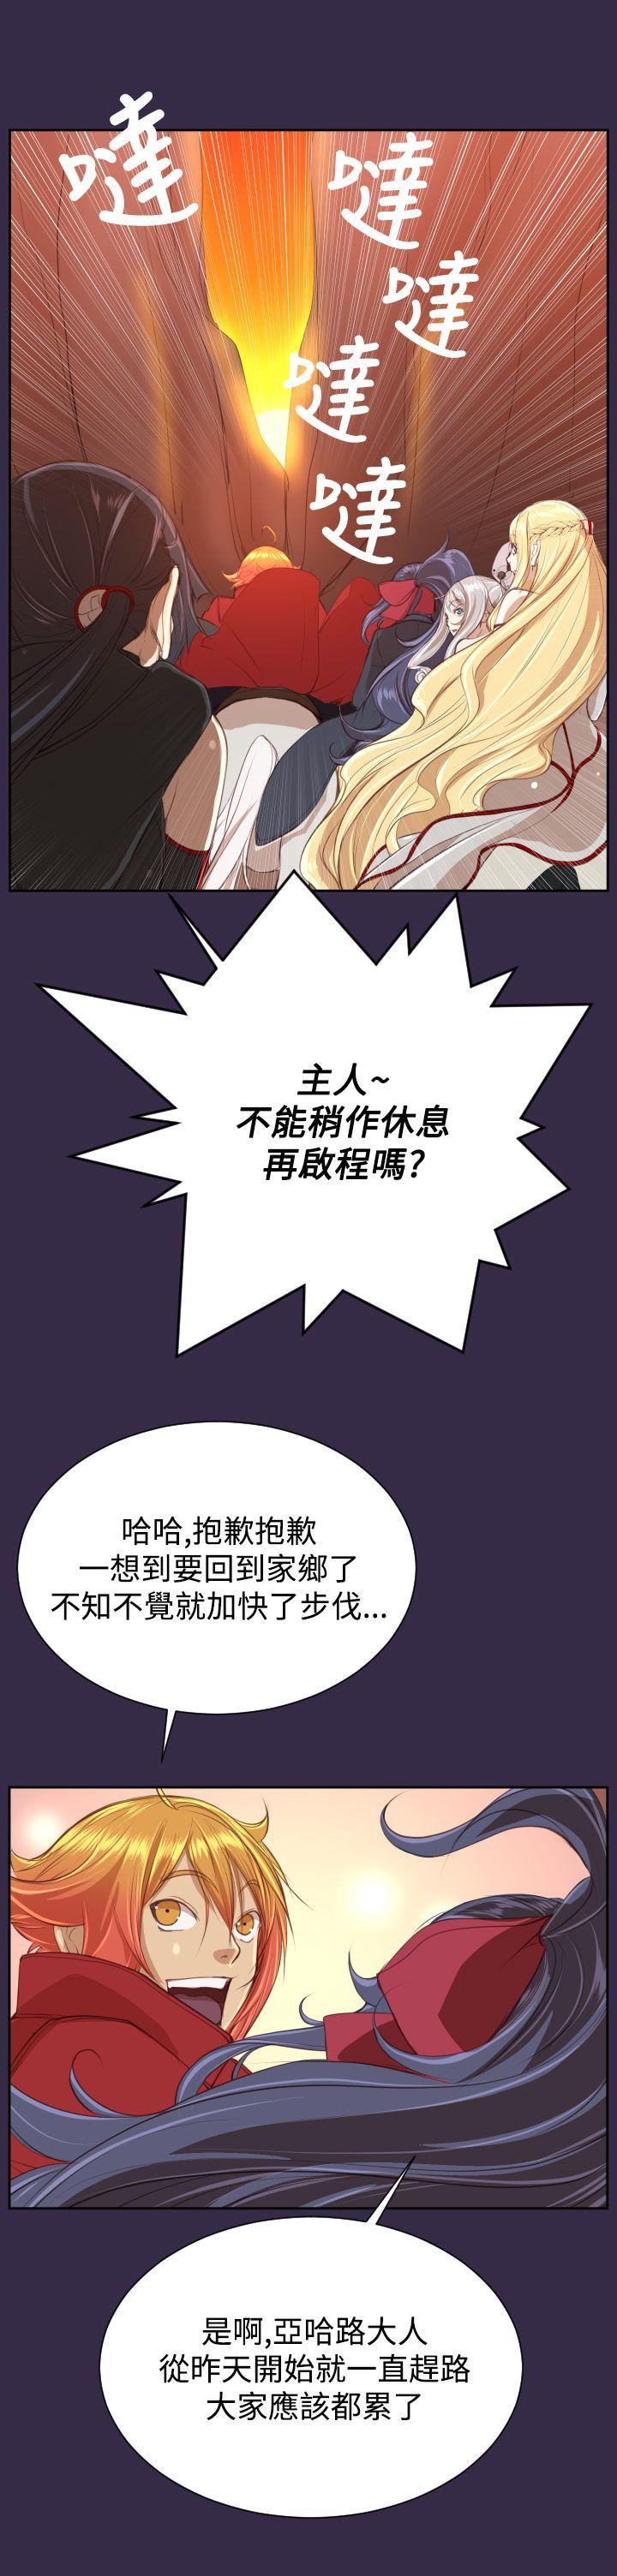 噠
噠
噠
噠
噠
主人~
不能稍作休息
再啟程嗎?
哈哈,抱歉抱歉
一想到要回到家鄉了
不知不覺就加快了步伐...
是啊,亞哈路大人
從昨天開始就一直趕路
大家應該都累了